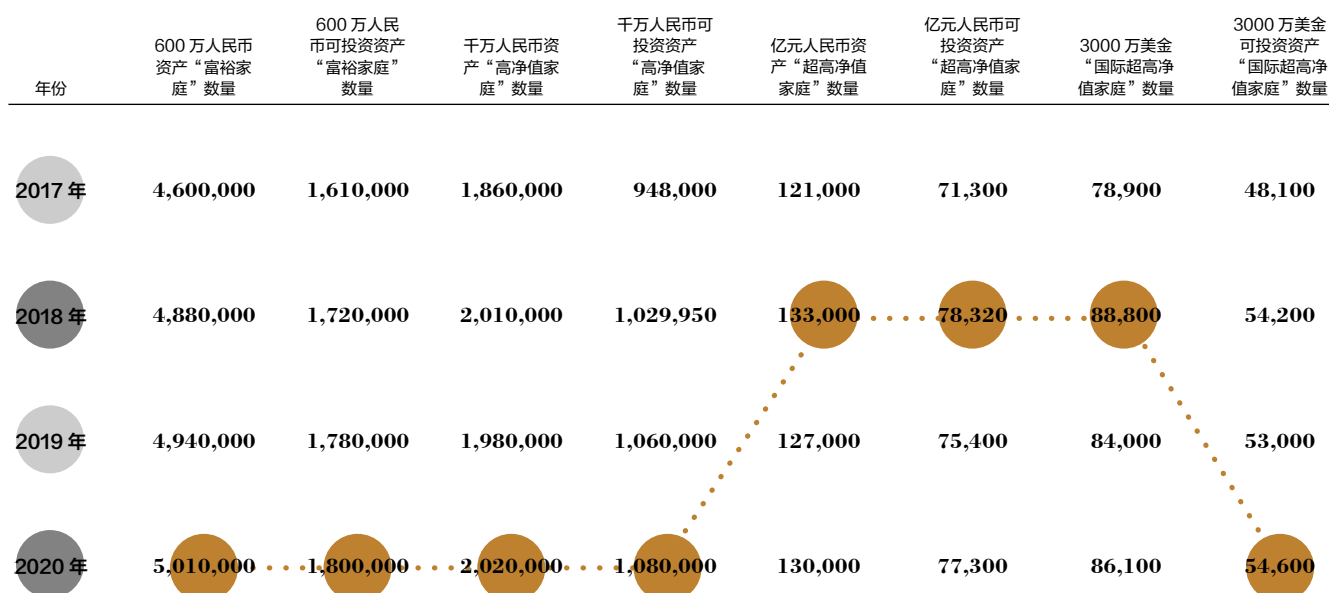 年份
600 万人民币
资产“富裕家
庭”数量
600 万人民
币可投资资产
“富裕家庭”
数量
千万人民币资
产“高净值家
庭”数量
千万人民币可
投资资产
“高净值家
庭”数量
亿元人民币资
产“超高净值
家庭”数量
亿元人民币可
投资资产
“超高净值家
庭”数量
3000 万美金
“国际超高净
值家庭”数量
3000 万美金
可投资资产
“国际超高净
值家庭”数量
2017 年 4,600,000 1,610,000 1,860,000 948,000 121,000 71,300 78,900 48,100
2018 年 4,880,000 1,720,000 2,010,000 1,029,950 133,000 78,320 88,800 54,200
2019 年 4,940,000 1,780,000 1,980,000 1,060,000 127,000 75,400 84,000 53,000
2020 年 5,010,000 1,800,000 2,020,000 1,080,000 130,000 77,300 86,100 54,600